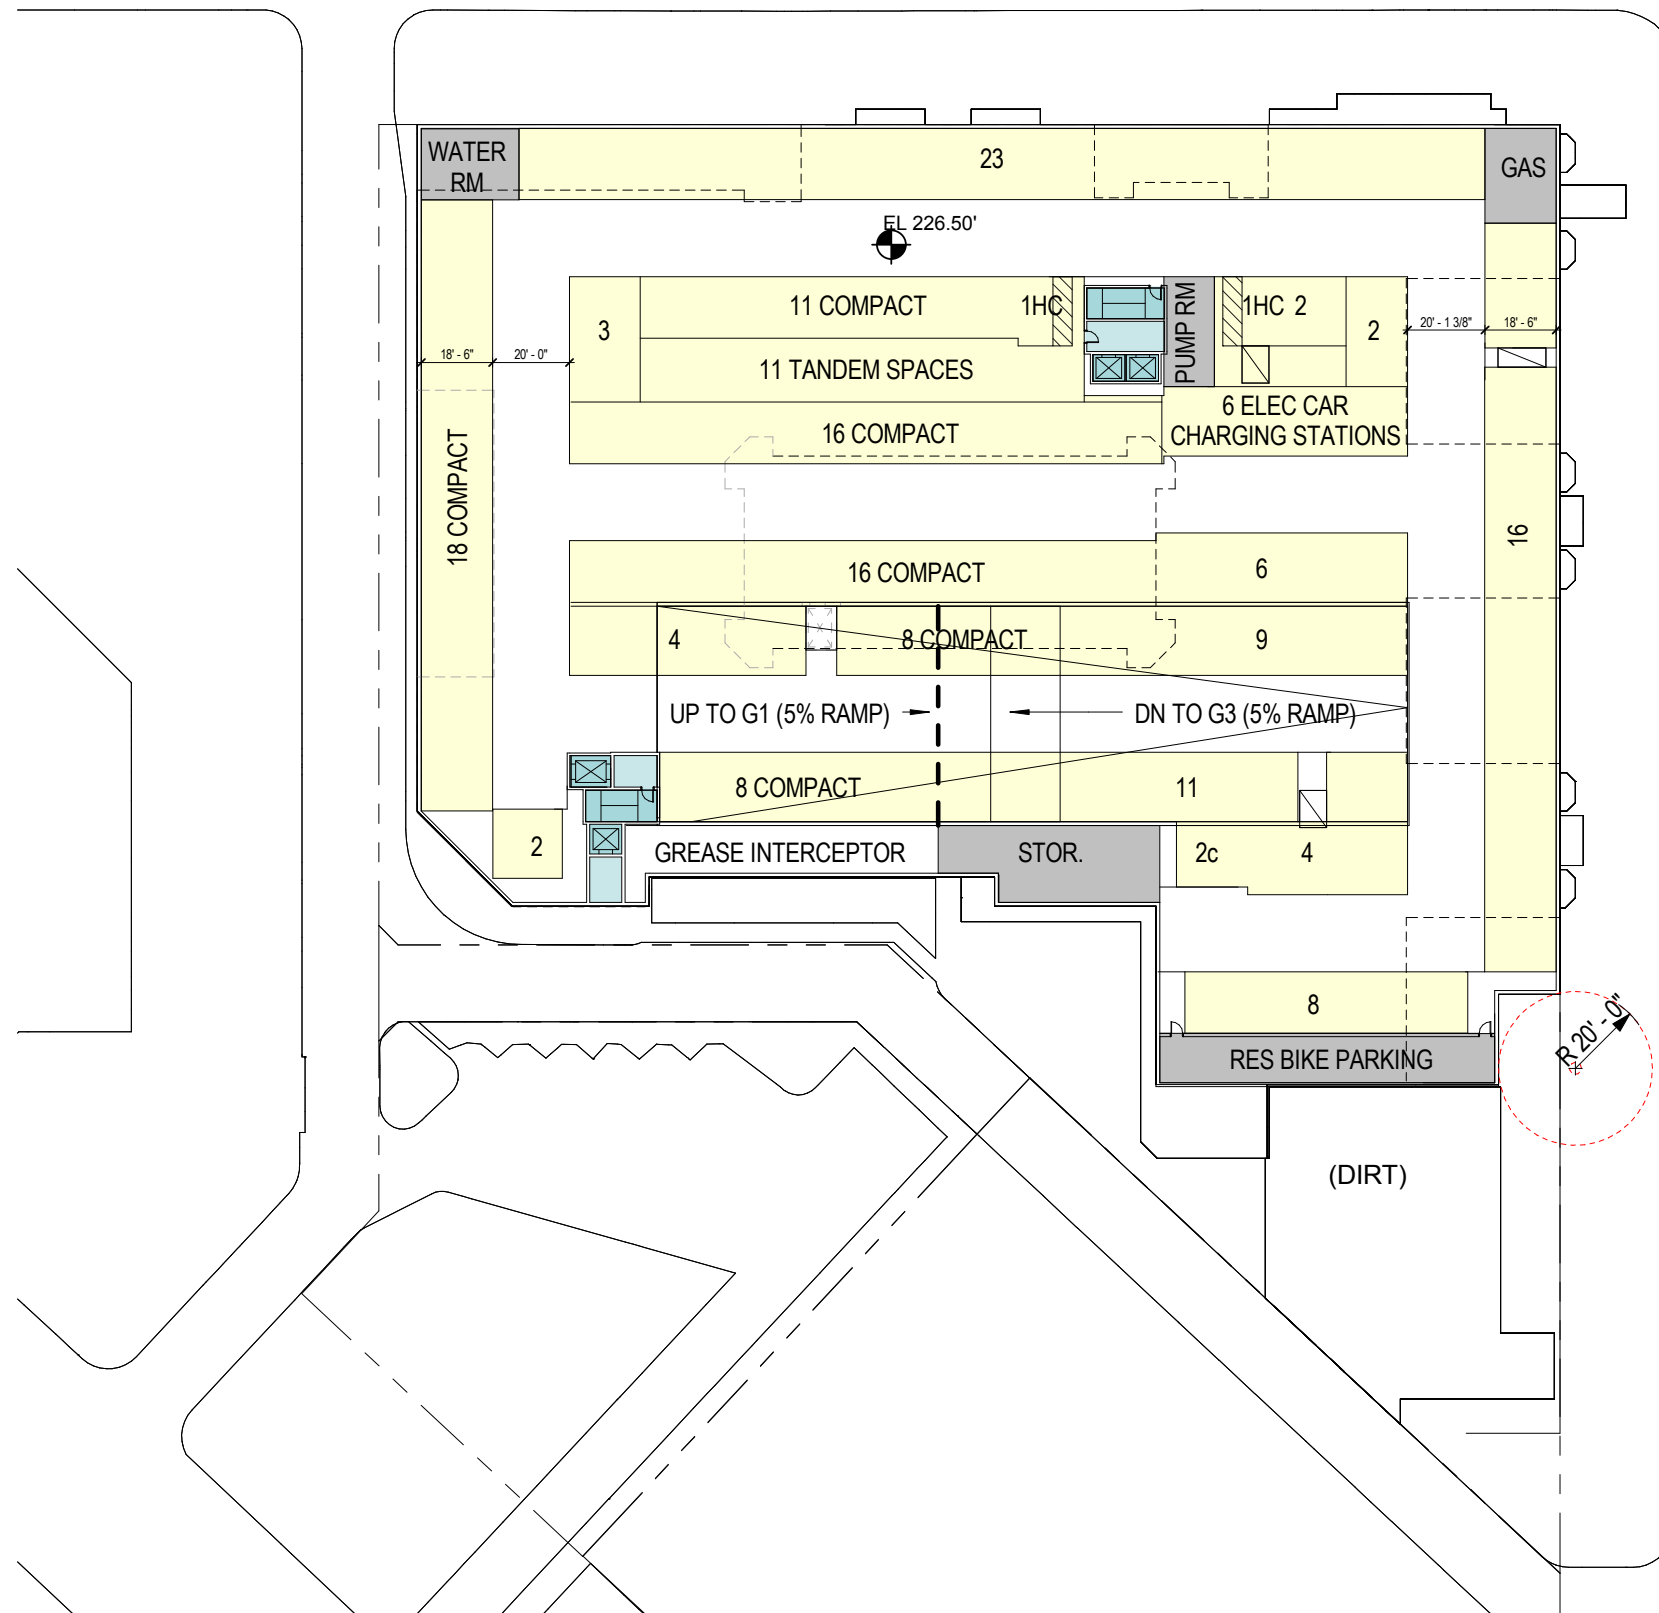 WATER
RM
23
GAS
EL 226.50'
3
11 COMPACT
1HC
PUMP RM
1HC 2
2
20' - 1 3/8"
18' - 6"
18' - 6"
20' - 0"
11 TANDEM SPACES
6 ELEC CAR
CHARGING STATIONS
16 COMPACT
18 COMPACT
16
16 COMPACT
6
4
8 COMPACT
9
UP TO G1 (5% RAMP)
DN TO G3 (5% RAMP)
8 COMPACT
11
2
GREASE INTERCEPTOR
STOR.
2c
4
8
RES BIKE PARKING
R 20' - 0"
(DIRT)